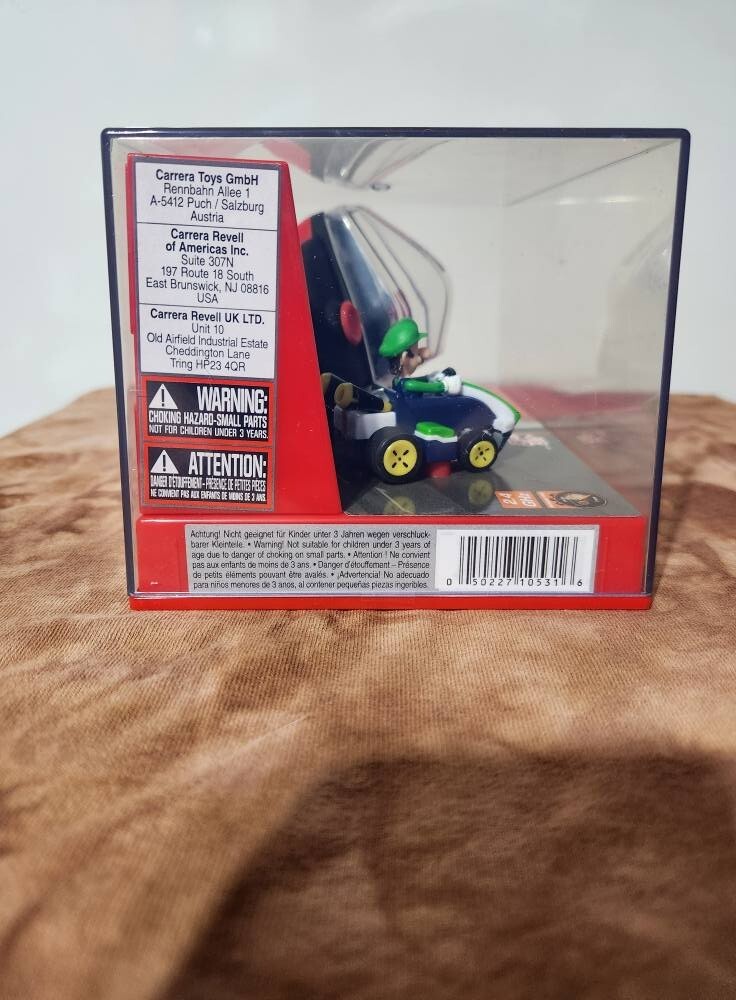 Carrera Toys GmbH
Rennbahn Allee 1
A-5412 Puch / Salzburg
Austria
Carrera Revell
of Americas Inc.
Suite 307N
197 Route 18 South
East Brunswick, NJ 08816
USA
Carrera Revell UK LTD.
Unit 10
Old Airfield Industrial Estate
Cheddington Lane
Tring HP23 4QR
WARNING:
CHOKING HAZARD-SMALL PARTS
NOT FOR CHILDREN UNDER 3 YEARS.
ATTENTION:
DANGER D'ÉTOUFFEMENT - PRÉSENCE DE PETITES PIÈCES
NE CONVIENT PAS AUX ENFANTS DE MOINS DE 3 ANS.
2.4
GHz
Achtung! Nicht geeignet für Kinder unter 3 Jahren wegen verschluck-
barer Kleinteile. • Warning! Not suitable for children under 3 years of
age due to danger of choking on small parts. • Attention ! Ne convient
pas aux enfants de moins de 3 ans. • Danger d'étouffement – Présence
de petits éléments pouvant être avalés. • ¡Advertencia! No adecuado
para niños menores de 3 anos, al contener pequeñas piezas ingeribles.
0 50227 10531 6